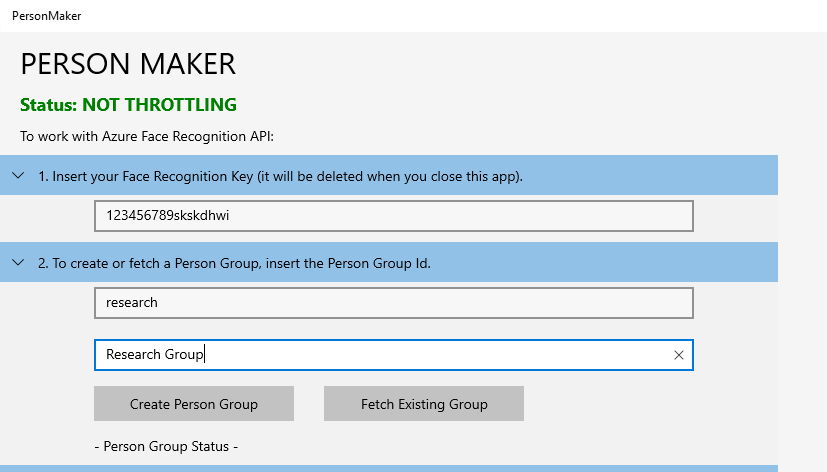 PersonMaker
PERSON MAKER
Status: NOT THROTTLING
To work with Azure Face Recognition API:
1. Insert your Face Recognition Key (it will be deleted when you close this app).
123456789skskdhwi
2. To create or fetch a Person Group, insert the Person Group Id.
research
Research Group
Create Person Group Fetch Existing Group
- Person Group Status -